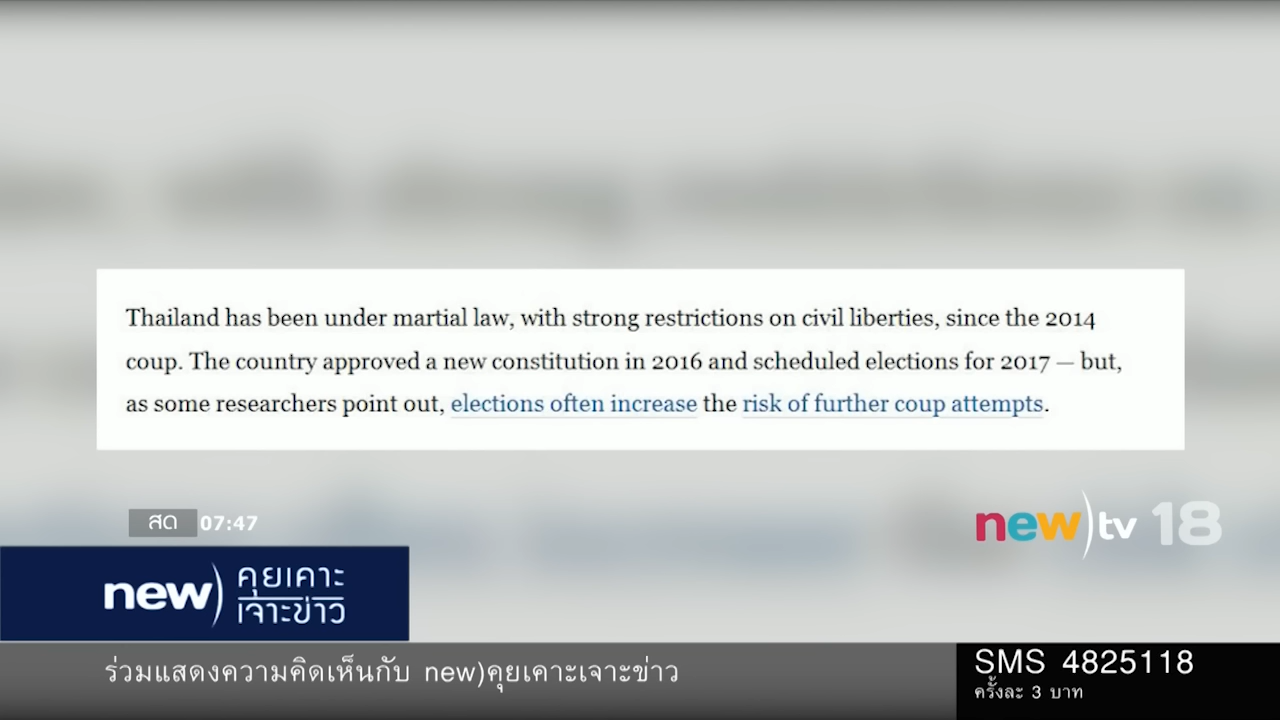 Thailand has been under martial law, with strong restrictions on civil liberties, since the 2014
coup. The country approved a new constitution in 2016 and scheduled elections for 2017 — but,
as some researchers point out, elections often increase the risk of further coup attempts.
สด 07:47
new)tv 18
new) คุยเคาะ
เจาะข่าว
ร่วมแสดงความคิดเห็นกับ new)คุยเคาะเจาะข่าว
SMS 4825118
ครั้งละ 3 บาท